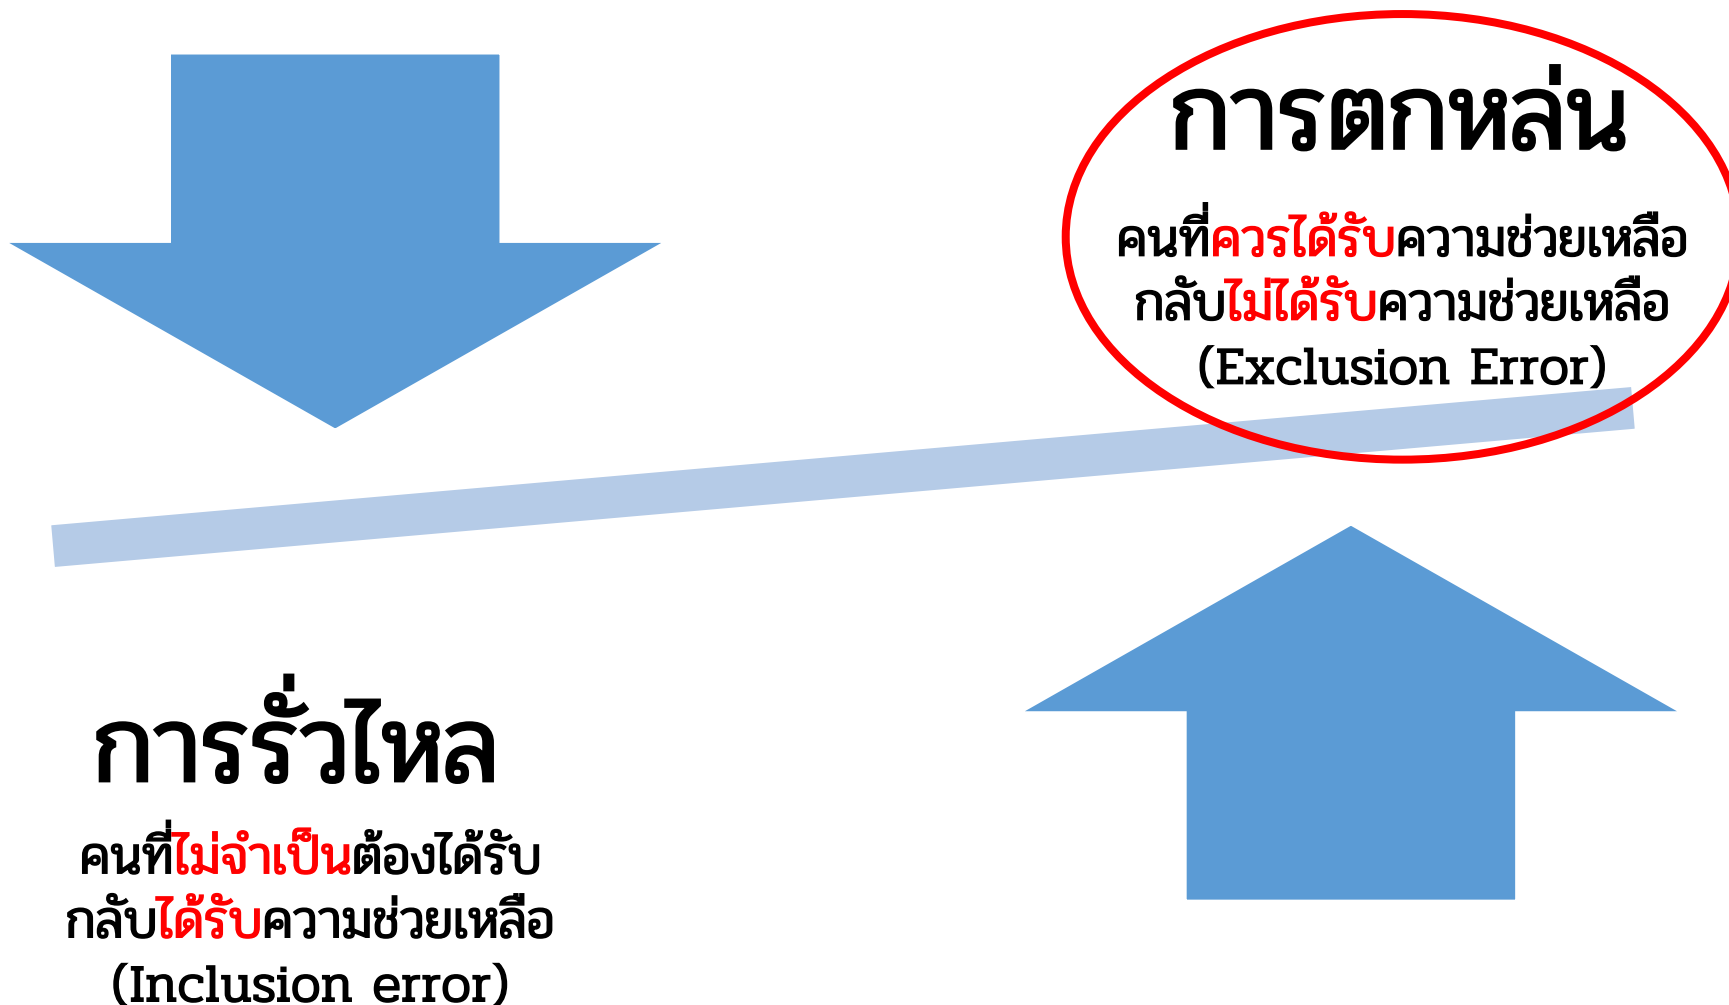 การตกหล่น
คนที่ควรได้รับความช่วยเหลือ
กลับไม่ได้รับความช่วยเหลือ
(Exclusion Error)
การรั่วไหล
คนที่ไม่จำเป็นต้องได้รับ
กลับได้รับความช่วยเหลือ
(Inclusion error)